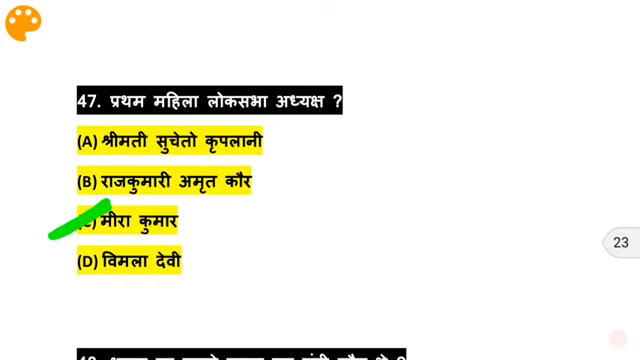 47. प्रथम महिला लोकसभा अध्यक्ष ?
(A) श्रीमती सुचेतो कृपलानी
(B) राजकुमारी अमृत कौर
(C) मीरा कुमार
(D) विमला देवी
23